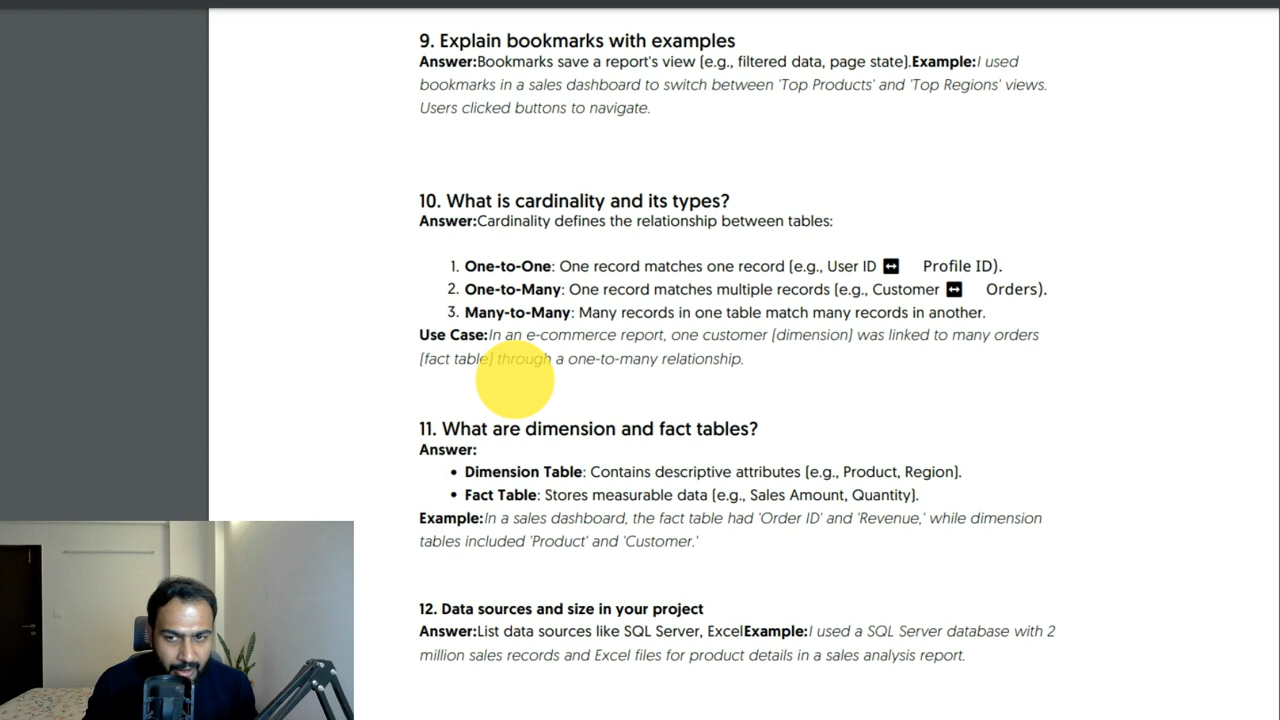 9. Explain bookmarks with examples
Answer:Bookmarks save a report's view (e.g., filtered data, page state).Example:I used
bookmarks in a sales dashboard to switch between 'Top Products' and 'Top Regions' views.
Users clicked buttons to navigate.
10. What is cardinality and its types?
Answer:Cardinality defines the relationship between tables:
1. One-to-One: One record matches one record (e.g., User ID ↔ Profile ID).
2. One-to-Many: One record matches multiple records (e.g., Customer ↔ Orders).
3. Many-to-Many: Many records in one table match many records in another.
Use Case:In an e-commerce report, one customer (dimension) was linked to many orders
(fact table) through a one-to-many relationship.
11. What are dimension and fact tables?
Answer:
• Dimension Table: Contains descriptive attributes (e.g., Product, Region).
• Fact Table: Stores measurable data (e.g., Sales Amount, Quantity).
Example:In a sales dashboard, the fact table had 'Order ID' and 'Revenue,' while dimension
tables included 'Product' and 'Customer.'
12. Data sources and size in your project
Answer:List data sources like SQL Server, ExcelExample:I used a SQL Server database with 2
million sales records and Excel files for product details in a sales analysis report.